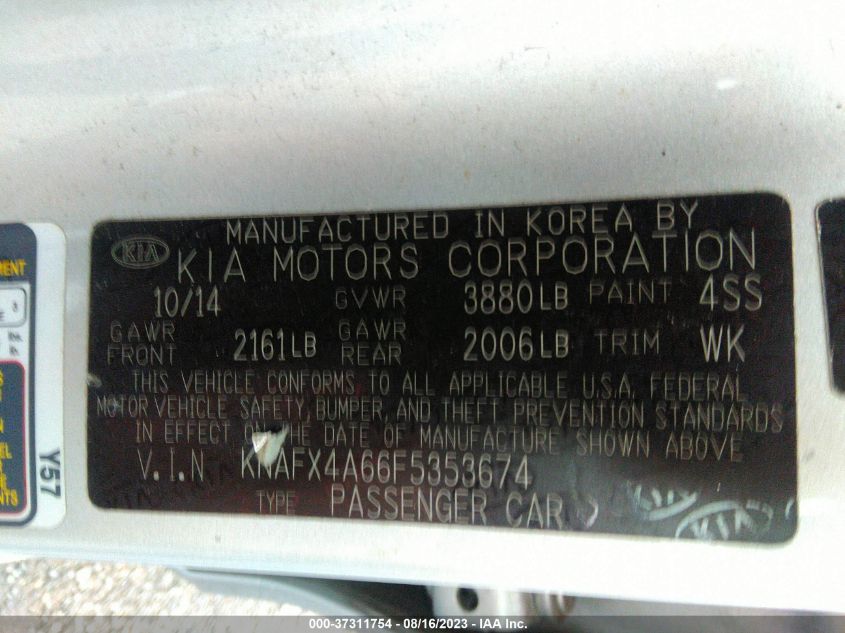 MANUFACTURED IN KOREA BY
KIA KIA MOTORS CORPORATION
10/14 GVWR 3880LB PAINT 4SS
GAWR FRONT 2161LB GAWR REAR 2006LB TRIM WK
THIS VEHICLE CONFORMS TO ALL APPLICABLE U.S.A. FEDERAL
MOTOR VEHICLE SAFETY, BUMPER, AND THEFT PREVENTION STANDARDS
IN EFFECT ON THE DATE OF MANUFACTURE SHOWN ABOVE
V.I.N KNAFX4A66F5353674
TYPE PASSENGER CAR
KIA
Y57
000-37311754 - 08/16/2023 - IAA Inc.